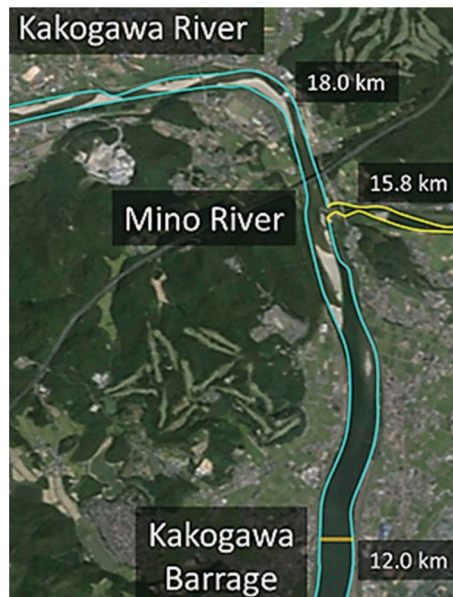 Kakogawa River
18.0 km
15.8 km
Mino River
Kakogawa
Barrage
12.0 km